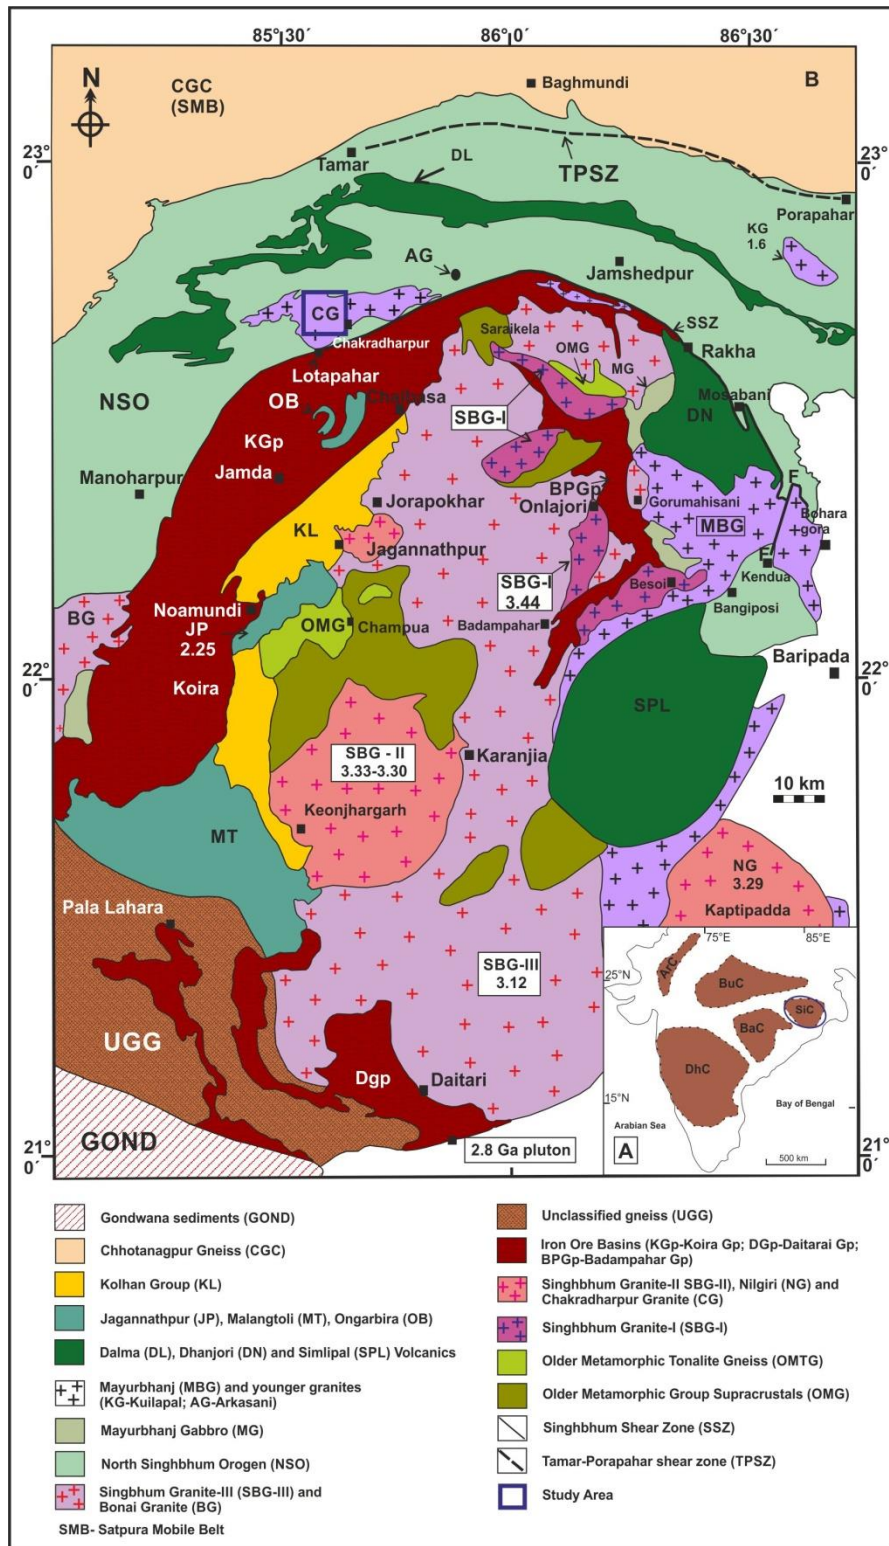 85°30´
86°0´
86°30´
B
N
CGC
(SMB)
Baghmundi
23°
0´
23°
0´
Tamar
DL
TPSZ
Porapahar
KG
1.6
AG
Jamshedpur
CG
Chakradharpur
Saraikela
OMG
MG
SSZ
Rakha
Lotapahar
NSO
OB
Chaibasa
SBG-I
Mosabani
DN
KGp
Manoharpur
Jamda
Jorapokhar
BPGp
Onlajori
Gorumahisani
F
MBG
Bohara
gora
KL
Jagannathpur
F
SBG-I
3.44
Besoi
Kendua
Bangiposi
BG
Noamundi
JP
2.25
OMG
Champua
Badampahar
22°
0´
22°
0´
Baripada
Koira
SPL
SBG - II
3.33-3.30
Karanjia
10 km
Keonjhargarh
MT
NG
3.29
Kaptipadda
Pala Lahara
SBG-III
3.12
UGG
Dgp
Daitari
GOND
2.8 Ga pluton
21°
0´
21°
0´
75°E
85°E
25°N
ArC
BuC
SiC
BaC
DhC
15°N
Bay of Bengal
Arabian Sea
A
500 km
Gondwana sediments (GOND)
Chhotanagpur Gneiss (CGC)
Kolhan Group (KL)
Jagannathpur (JP), Malangtoli (MT), Ongarbira (OB)
Dalma (DL), Dhanjori (DN) and Simlipal (SPL) Volcanics
Mayurbhanj (MBG) and younger granites
(KG-Kuilapal; AG-Arkasani)
Mayurbhanj Gabbro (MG)
North Singhbhum Orogen (NSO)
Singbhum Granite-III (SBG-III) and
Bonai Granite (BG)
SMB- Satpura Mobile Belt
Unclassified gneiss (UGG)
Iron Ore Basins (KGp-Koira Gp; DGp-Daitarai Gp;
BPGp-Badampahar Gp)
Singhbhum Granite-II SBG-II), Nilgiri (NG) and
Chakradharpur Granite (CG)
Singhbhum Granite-I (SBG-I)
Older Metamorphic Tonalite Gneiss (OMTG)
Older Metamorphic Group Supracrustals (OMG)
Singhbhum Shear Zone (SSZ)
Tamar-Porapahar shear zone (TPSZ)
Study Area